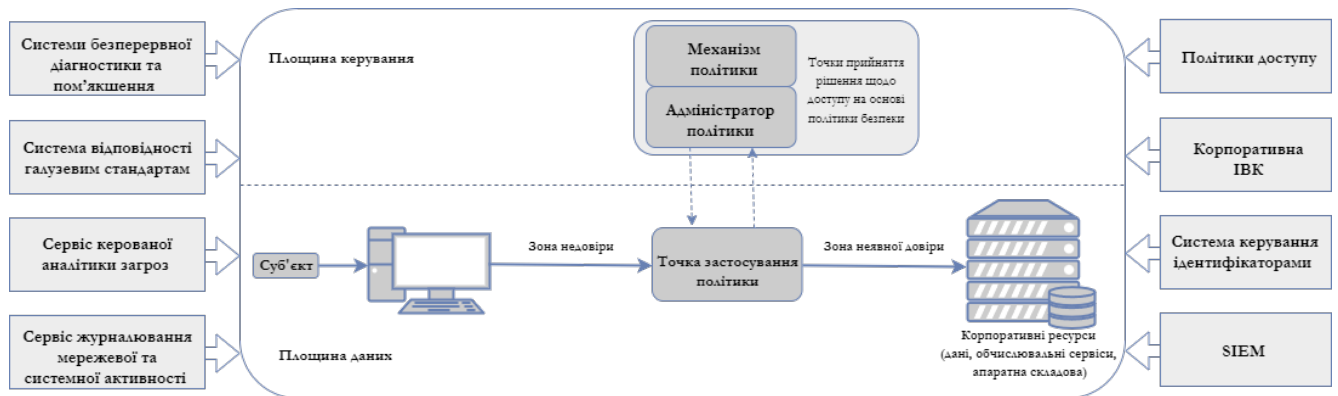 Системи безперервної
діагностики та
пом’якшення
Система відповідності
галузевим стандартам
Сервіс керованої
аналітики загроз
Сервіс журналювання
мережевої та
системної активності
Площина керування
Механізм
політики
Адміністратор
політики
Точки прийняття
рішення щодо
доступу на основі
політики безпеки
Суб'єкт
Зона недовіри
Точка застосування
політики
Зона неявної довіри
Корпоративні ресурси
(дані, обчислювальні сервіси,
апаратна складова)
Площина даних
Політики доступу
Корпоративна
ІВК
Система керування
ідентифікаторами
SIEM